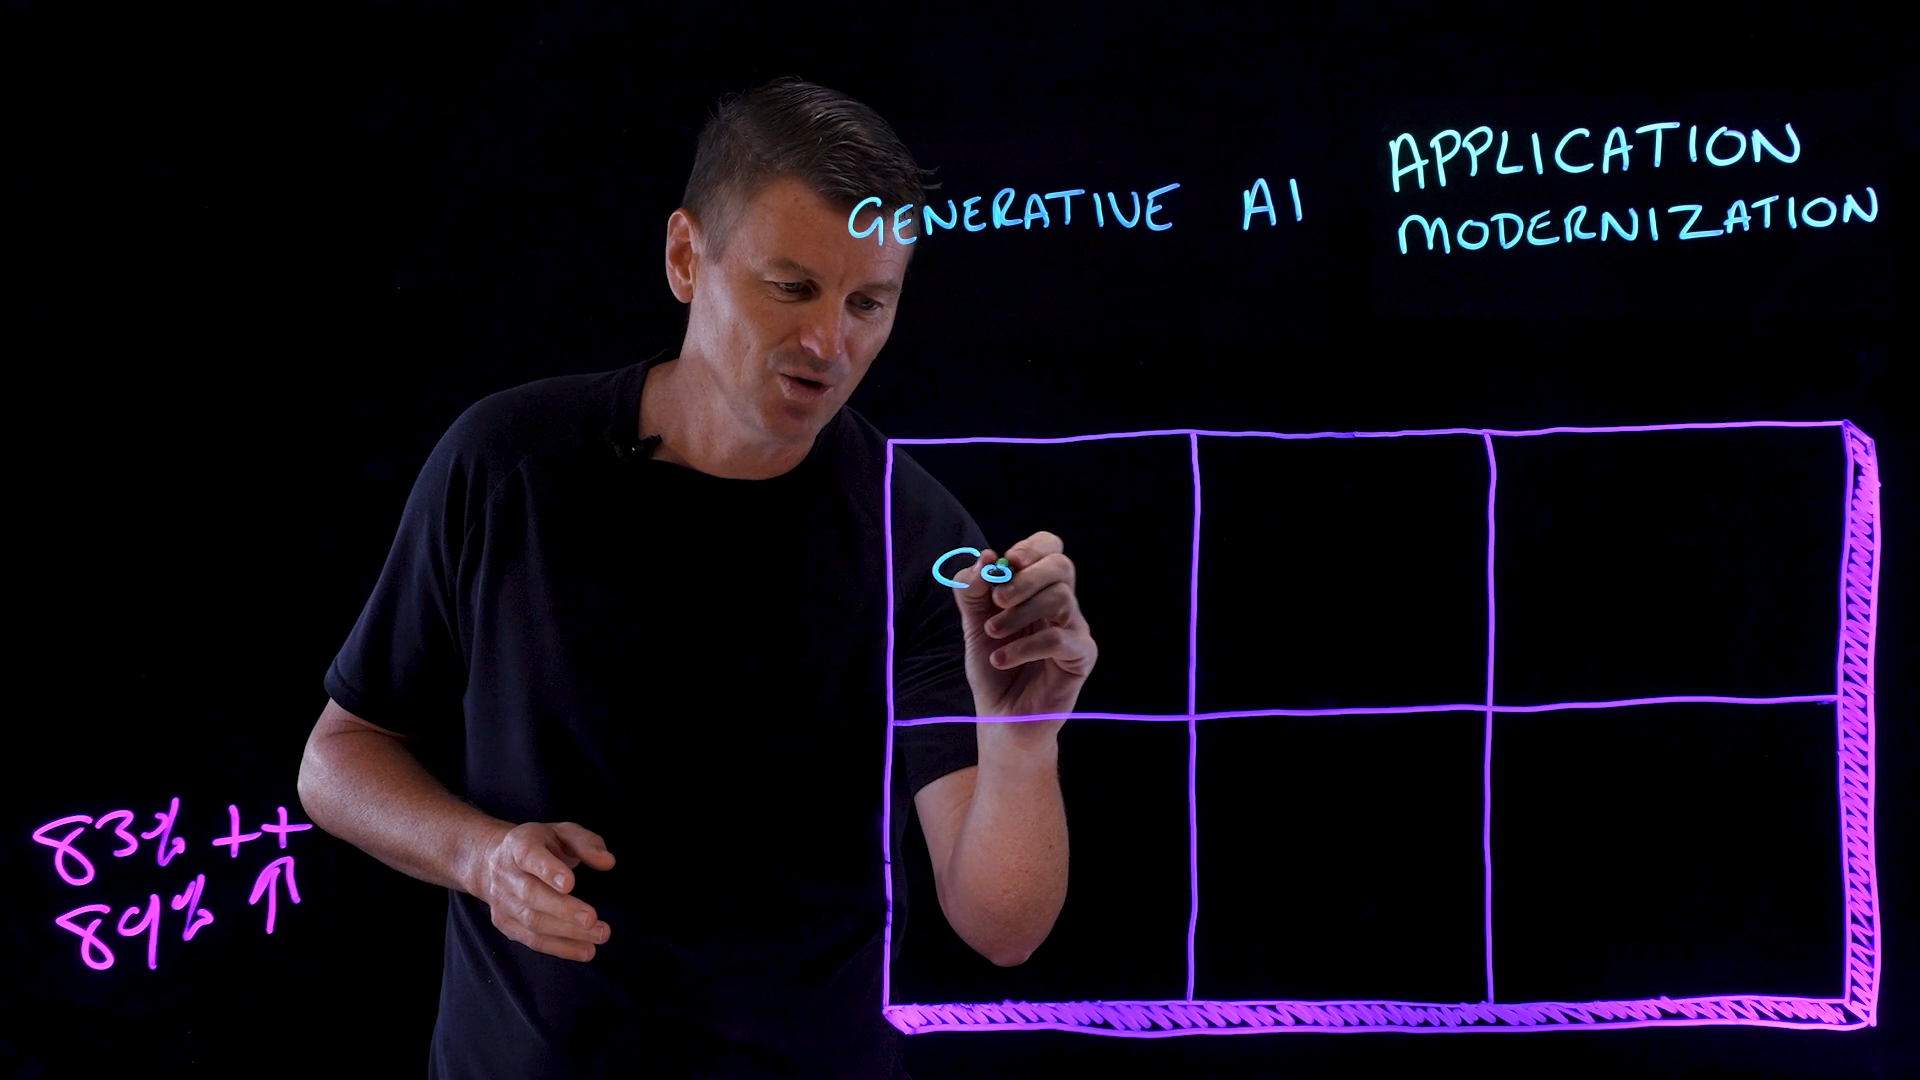 GENERATIVE AI
APPLICATION
MODERNIZATION
Co
83% ++
89% ↑